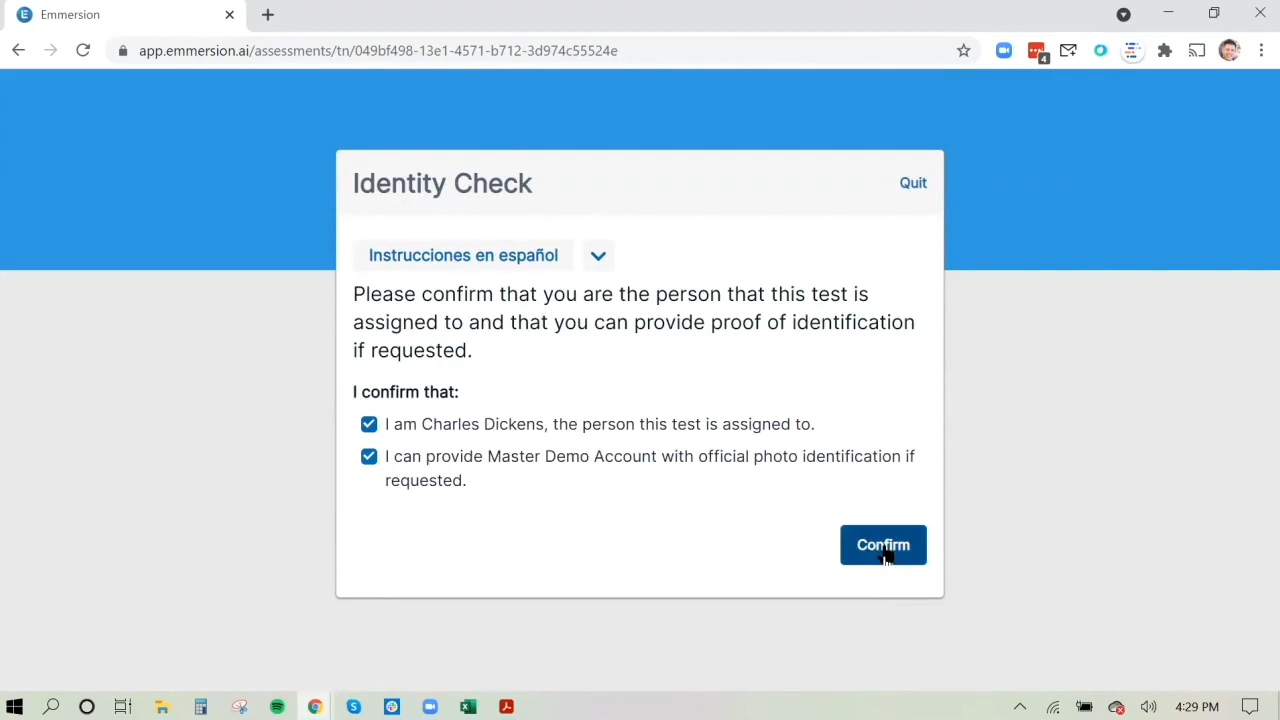 Emmersion
app.emmersion.ai/assessments/tn/049bf498-13e1-4571-b712-3d974c55524e
4
Identity Check
Quit
Instrucciones en español
Please confirm that you are the person that this test is
assigned to and that you can provide proof of identification
if requested.
I confirm that:
I am Charles Dickens, the person this test is assigned to.
I can provide Master Demo Account with official photo identification if
requested.
Confirm
4:29 PM